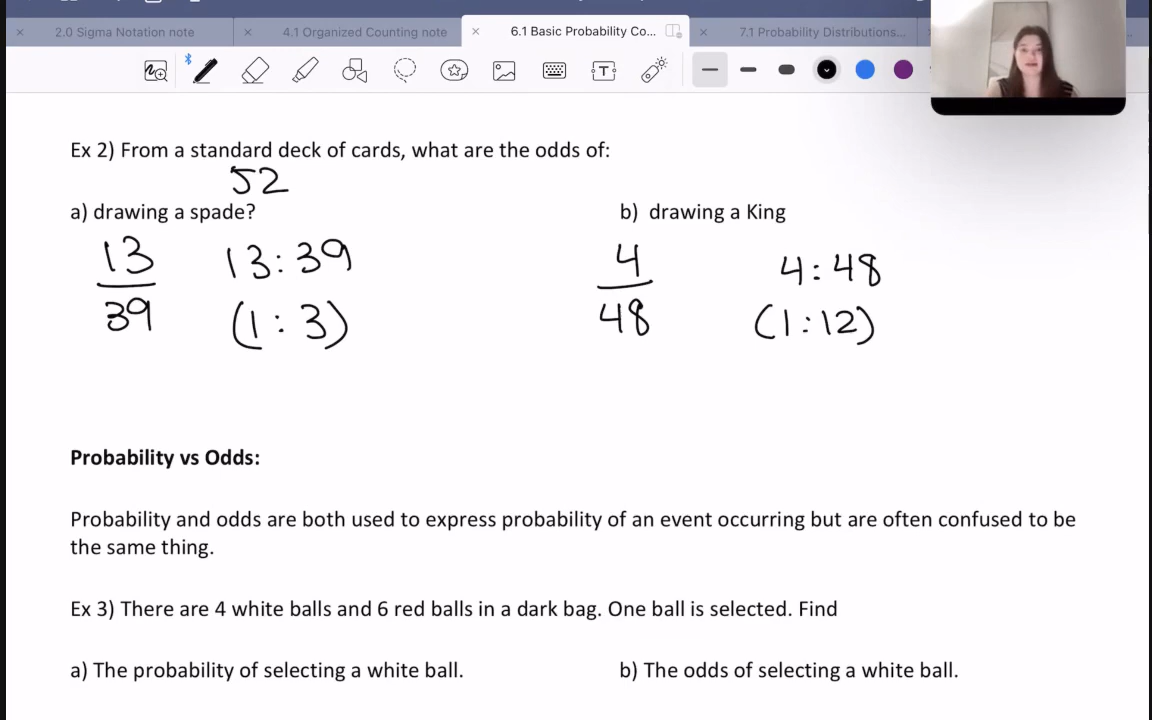 2.0 Sigma Notation note 4.1 Organized Counting note 6.1 Basic Probability Co... 7.1 Probability Distributions...
Ex 2) From a standard deck of cards, what are the odds of:
52
a) drawing a spade? b) drawing a King
13 13:39 4 4:48
39 (1:3) 48 (1:12)
Probability vs Odds:
Probability and odds are both used to express probability of an event occurring but are often confused to be
the same thing.
Ex 3) There are 4 white balls and 6 red balls in a dark bag. One ball is selected. Find
a) The probability of selecting a white ball. b) The odds of selecting a white ball.